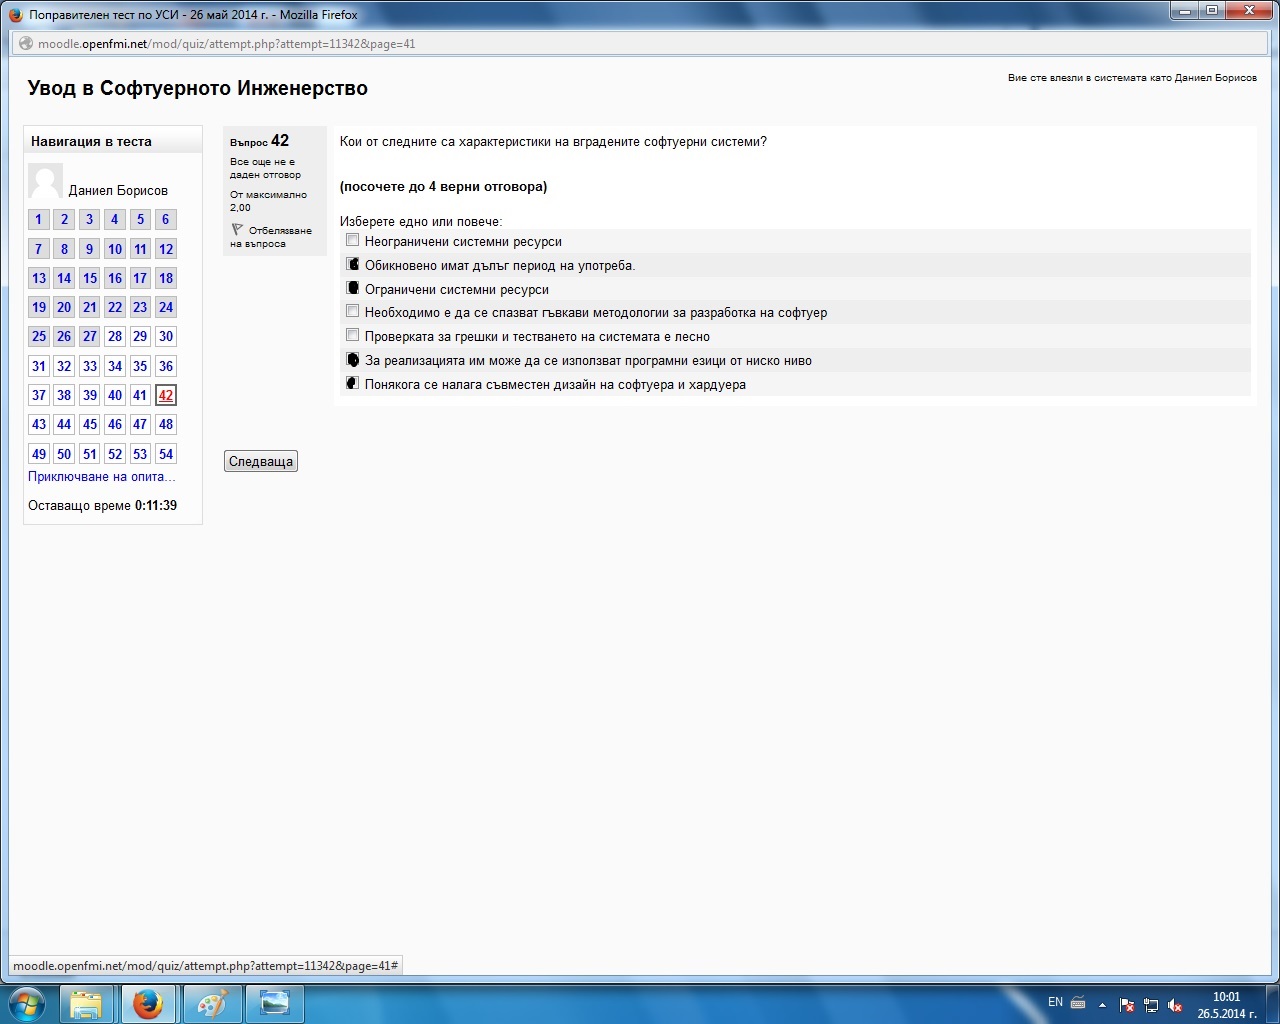 Поправителен тест по УСИ - 26 май 2014 г. - Mozilla Firefox
moodle.openfmi.net/mod/quiz/attempt.php?attempt=11342&page=41
Вие сте влезли в системата като Даниел Борисов
Увод в Софтуерното Инженерство
Навигация в теста
Даниел Борисов
1 2 3 4 5 6
7 8 9 10 11 12
13 14 15 16 17 18
19 20 21 22 23 24
25 26 27 28 29 30
31 32 33 34 35 36
37 38 39 40 41 42
43 44 45 46 47 48
49 50 51 52 53 54
Приключване на опита...
Оставащо време 0:11:39
Въпрос 42
Все още не е
даден отговор
От максимално
2,00
Отбелязване
на въпроса
Кои от следните са характеристики на вградените софтуерни системи?
(посочете до 4 верни отговора)
Изберете едно или повече:
Неограничени системни ресурси
Обикновено имат дълъг период на употреба.
Ограничени системни ресурси
Необходимо е да се спазват гъвкави методологии за разработка на софтуер
Проверката за грешки и тестването на системата е лесно
За реализацията им може да се използват програмни езици от ниско ниво
Понякога се налага съвместен дизайн на софтуера и хардуера
Следваща
moodle.openfmi.net/mod/quiz/attempt.php?attempt=11342&page=41#
EN
10:01
26.5.2014 г.